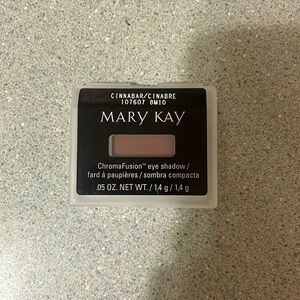 CINNABAR/CINABRE
107607 8M10
MARY KAY
ChromaFusion™ eye shadow /
fard à paupières / sombra compacta
.05 OZ. NET WT. / 1,4 g / 1,4 g